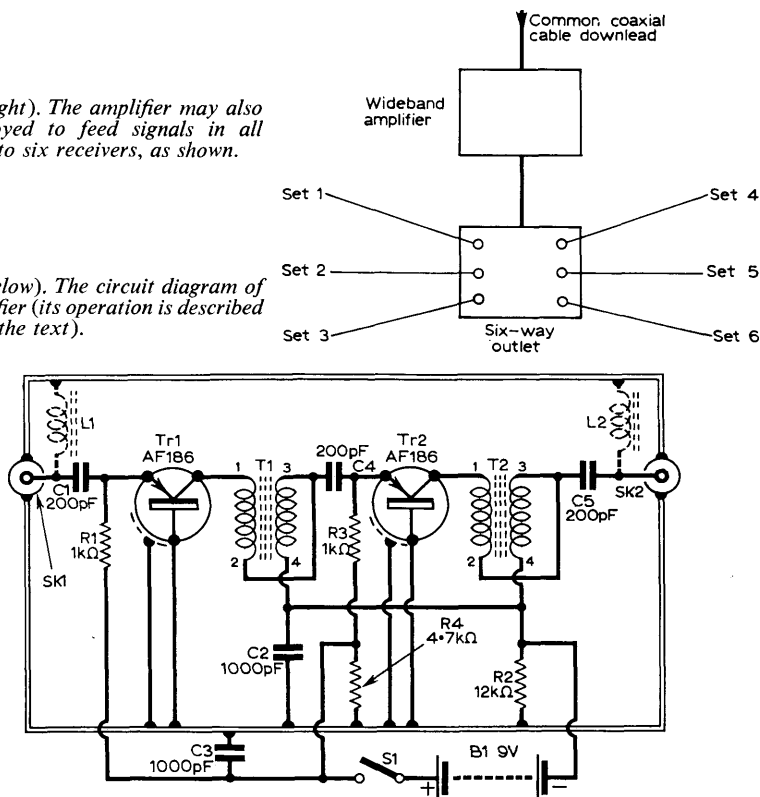 Common coaxial
cable downlead
ght). The amplifier may also
yed to feed signals in all
to six receivers, as shown.
Wideband
amplifier
Set 1
Set 2
Set 3
Set 4
Set 5
Set 6
Six-way
outlet
elow). The circuit diagram of
fier (its operation is described
the text).
L1
C1
200pF
SK1
R1
1kΩ
Tr1
AF186
1 T1 3
2 4
200pF
C4
R3
1kΩ
Tr2
AF186
1 T2 3
2 4
L2
C5
200pF
SK2
C2
1000pF
R4
4·7kΩ
R2
12kΩ
C3
1000pF
S1
B1 9V
+ −